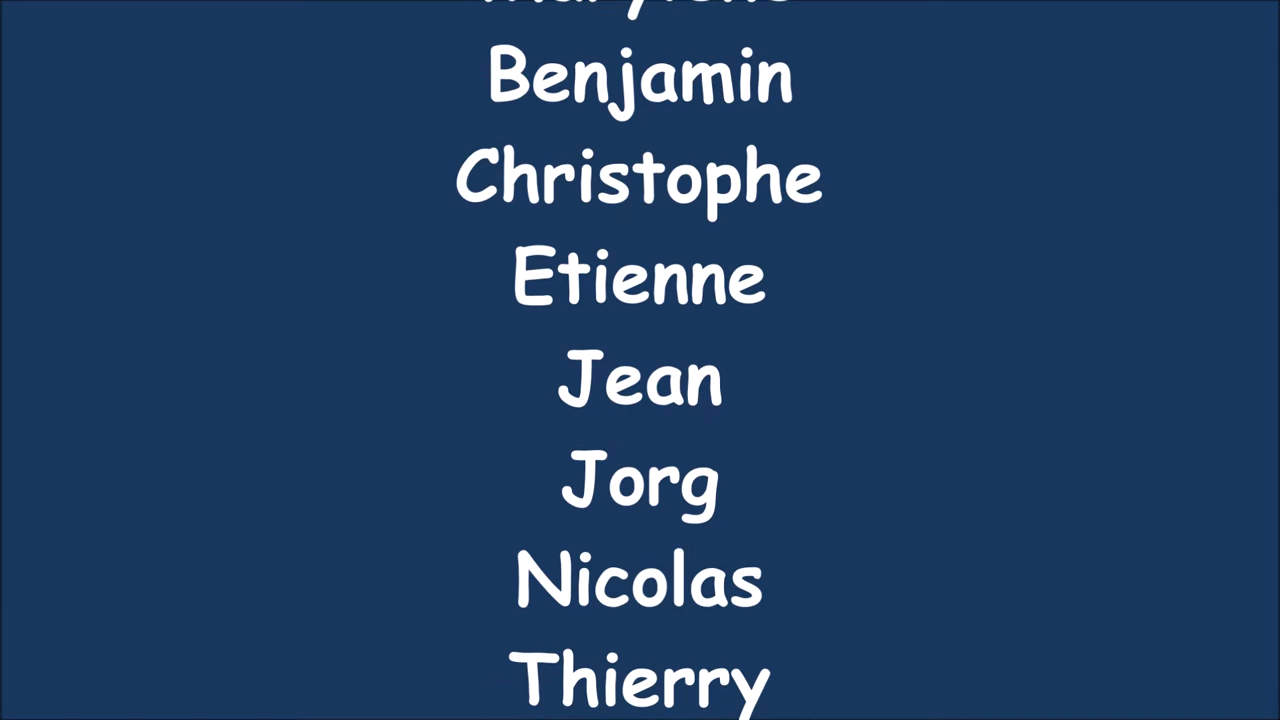 Benjamin
Christophe
Etienne
Jean
Jorg
Nicolas
Thierry